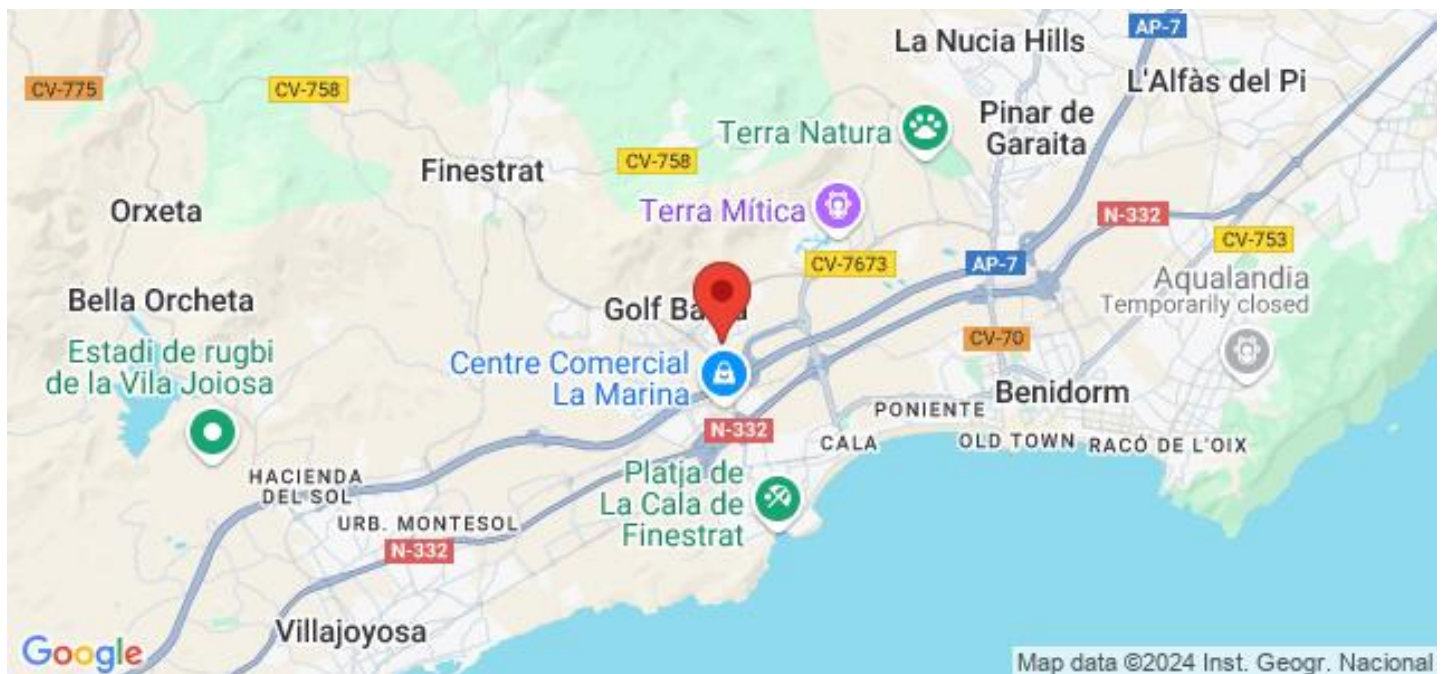 AP-7
La Nucia Hills
L'Alfàs del Pi
CV-775
CV-758
Pinar de
Garaita
Terra Natura
CV-758
Finestrat
Orxeta
Terra Mítica
N-332
CV-753
CV-7673
AP-7
Aqualandia
Temporarily closed
Bella Orcheta
Golf Ba
CV-70
Estadi de rugbi
de la Vila Joiosa
Centre Comercial
La Marina
Benidorm
PONIENTE
N-332
CALA
OLD TOWN
RACÓ DE L'OIX
HACIENDA
DEL SOL
Platja de
La Cala de
Finestrat
URB. MONTESOL
N-332
Villajoyosa
Google
Map data ©2024 Inst. Geogr. Nacional